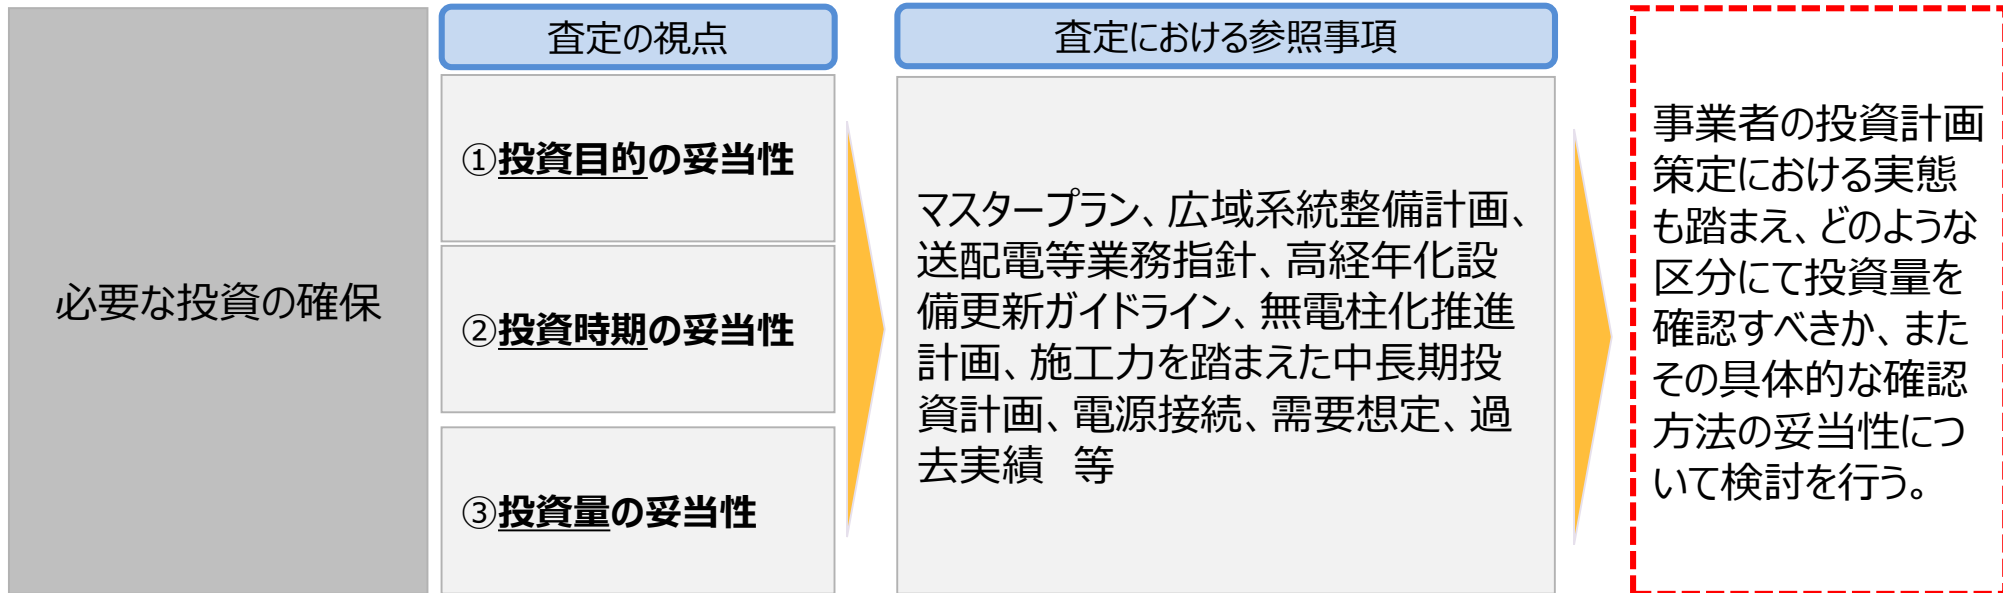 査定の視点
査定における参照事項
必要な投資の確保
①投資目的の妥当性
②投資時期の妥当性
③投資量の妥当性
マスタープラン、広域系統整備計画、
送配電等業務指針、高経年化設
備更新ガイドライン、無電柱化推進
計画、施工力を踏まえた中長期投
資計画、電源接続、需要想定、過
去実績　等
事業者の投資計画
策定における実態
も踏まえ、どのような
区分にて投資量を
確認すべきか、また
その具体的な確認
方法の妥当性につ
いて検討を行う。